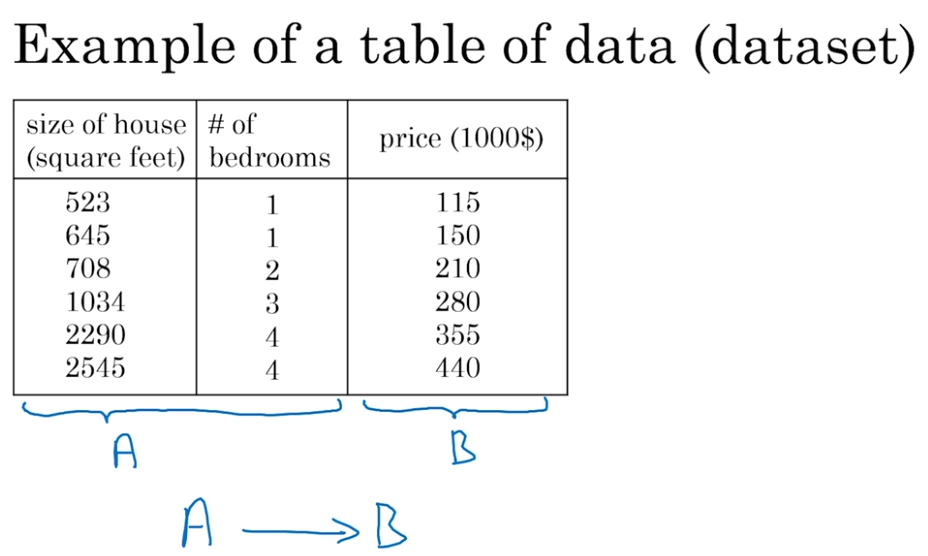 Example of a table of data (dataset)
size of house (square feet) # of bedrooms price (1000$)
523 1 115
645 1 150
708 2 210
1034 3 280
2290 4 355
2545 4 440
A B
A → B